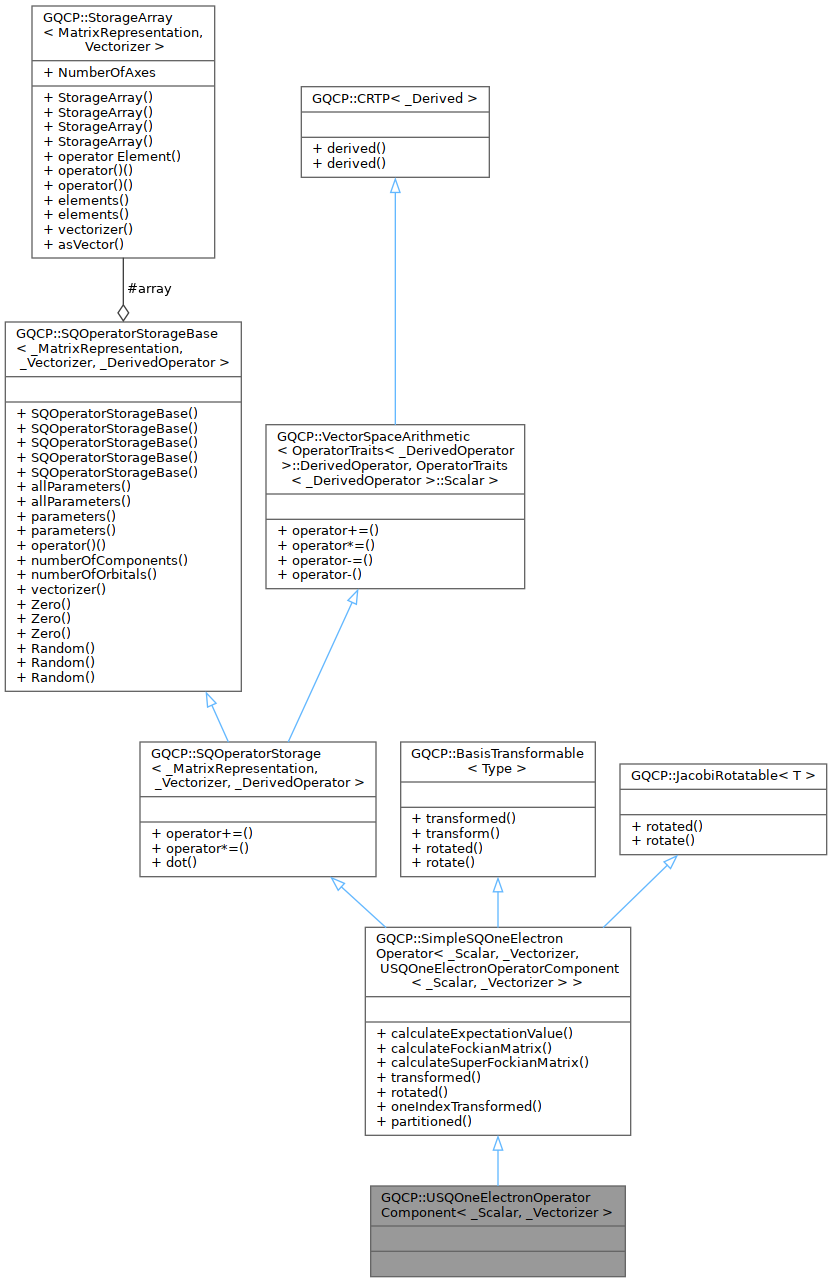 GQCP::StorageArray
< MatrixRepresentation,
Vectorizer >
+ NumberOfAxes
+ StorageArray()
+ StorageArray()
+ StorageArray()
+ StorageArray()
+ operator Element()
+ operator()()
+ operator()()
+ elements()
+ elements()
+ vectorizer()
+ asVector()
GQCP::CRTP< _Derived >
+ derived()
+ derived()
#array
GQCP::SQOperatorStorageBase
< _MatrixRepresentation,
_Vectorizer, _DerivedOperator >
+ SQOperatorStorageBase()
+ SQOperatorStorageBase()
+ SQOperatorStorageBase()
+ SQOperatorStorageBase()
+ SQOperatorStorageBase()
+ allParameters()
+ allParameters()
+ parameters()
+ parameters()
+ operator()()
+ numberOfComponents()
+ numberOfOrbitals()
+ vectorizer()
+ Zero()
+ Zero()
+ Zero()
+ Random()
+ Random()
+ Random()
GQCP::VectorSpaceArithmetic
< OperatorTraits< _DerivedOperator
>::DerivedOperator, OperatorTraits
< _DerivedOperator >::Scalar >
+ operator+=()
+ operator*=()
+ operator-=()
+ operator-()
GQCP::SQOperatorStorage
< _MatrixRepresentation,
_Vectorizer, _DerivedOperator >
+ operator+=()
+ operator*=()
+ dot()
GQCP::BasisTransformable
< Type >
+ transformed()
+ transform()
+ rotated()
+ rotate()
GQCP::JacobiRotatable< T >
+ rotated()
+ rotate()
GQCP::SimpleSQOneElectron
Operator< _Scalar, _Vectorizer,
USQOneElectronOperatorComponent
< _Scalar, _Vectorizer > >
+ calculateExpectationValue()
+ calculateFockianMatrix()
+ calculateSuperFockianMatrix()
+ transformed()
+ rotated()
+ oneIndexTransformed()
+ partitioned()
GQCP::USQOneElectronOperator
Component< _Scalar, _Vectorizer >